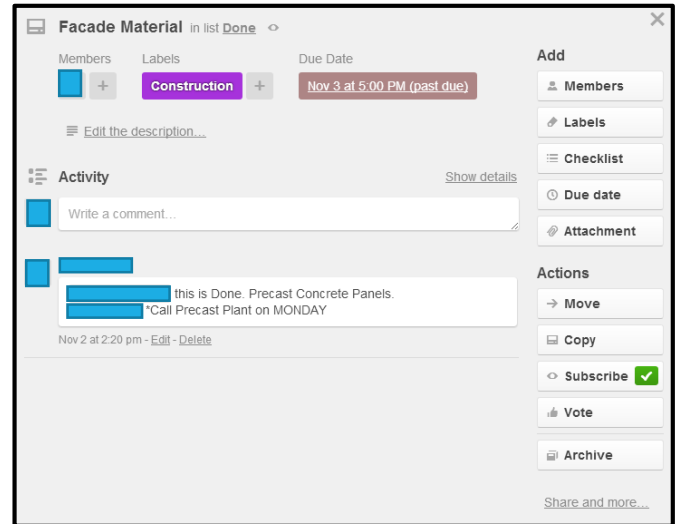 Facade Material in list Done
Members Labels Due Date
+ Construction + Nov 3 at 5:00 PM (past due)
Edit the description…
Activity Show details
Write a comment…
this is Done. Precast Concrete Panels.
*Call Precast Plant on MONDAY
Nov 2 at 2:20 pm - Edit - Delete
Add
Members
Labels
Checklist
Due date
Attachment
Actions
Move
Copy
Subscribe
Vote
Archive
Share and more…